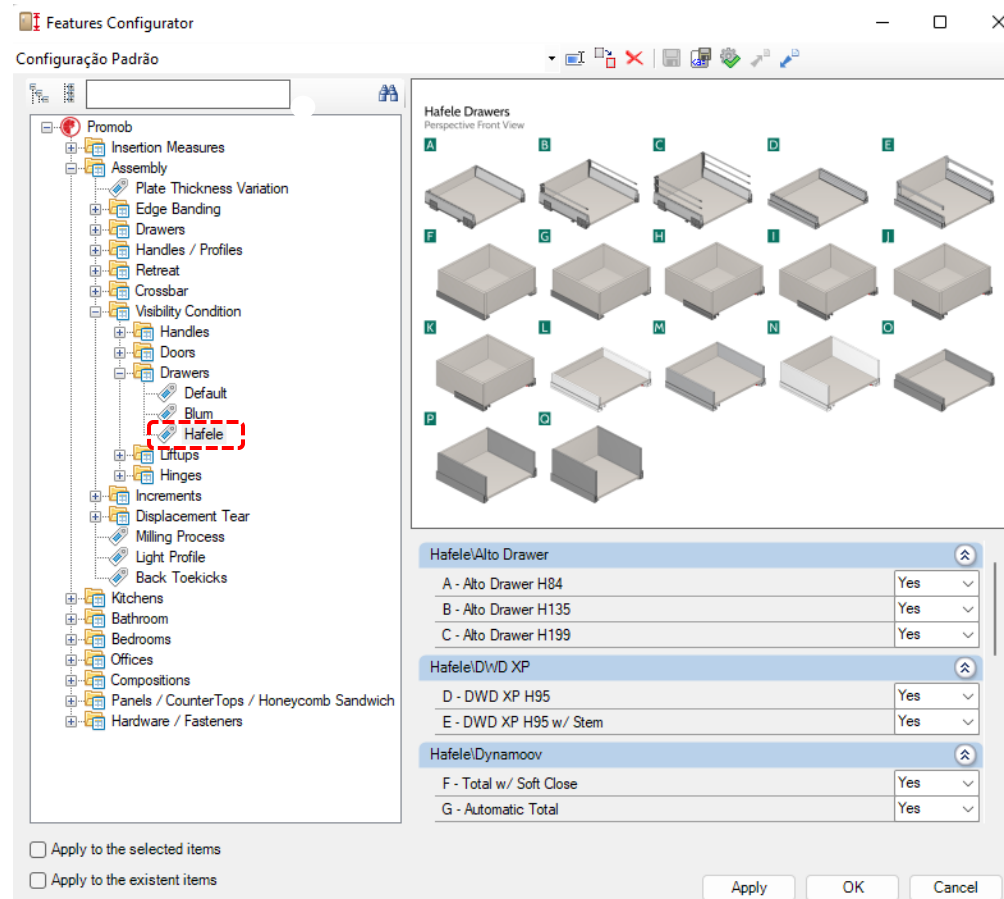 Features Configurator
Configuração Padrão
Promob
Insertion Measures
Assembly
Plate Thickness Variation
Edge Banding
Drawers
Handles / Profiles
Retreat
Crossbar
Visibility Condition
Handles
Doors
Drawers
Default
Blum
Hafele
Liftups
Hinges
Increments
Displacement Tear
Milling Process
Light Profile
Back Toekicks
Kitchens
Bathroom
Bedrooms
Offices
Compositions
Panels / CounterTops / Honeycomb Sandwich
Hardware / Fasteners
Hafele Drawers
Perspective Front View
A B C D E
F G H I J
K L M N O
P Q
Hafele\Alto Drawer
A - Alto Drawer H84 Yes
B - Alto Drawer H135 Yes
C - Alto Drawer H199 Yes
Hafele\DWD XP
D - DWD XP H95 Yes
E - DWD XP H95 w/ Stem Yes
Hafele\Dynamoov
F - Total w/ Soft Close Yes
G - Automatic Total Yes
Apply to the selected items
Apply to the existent items
Apply OK Cancel